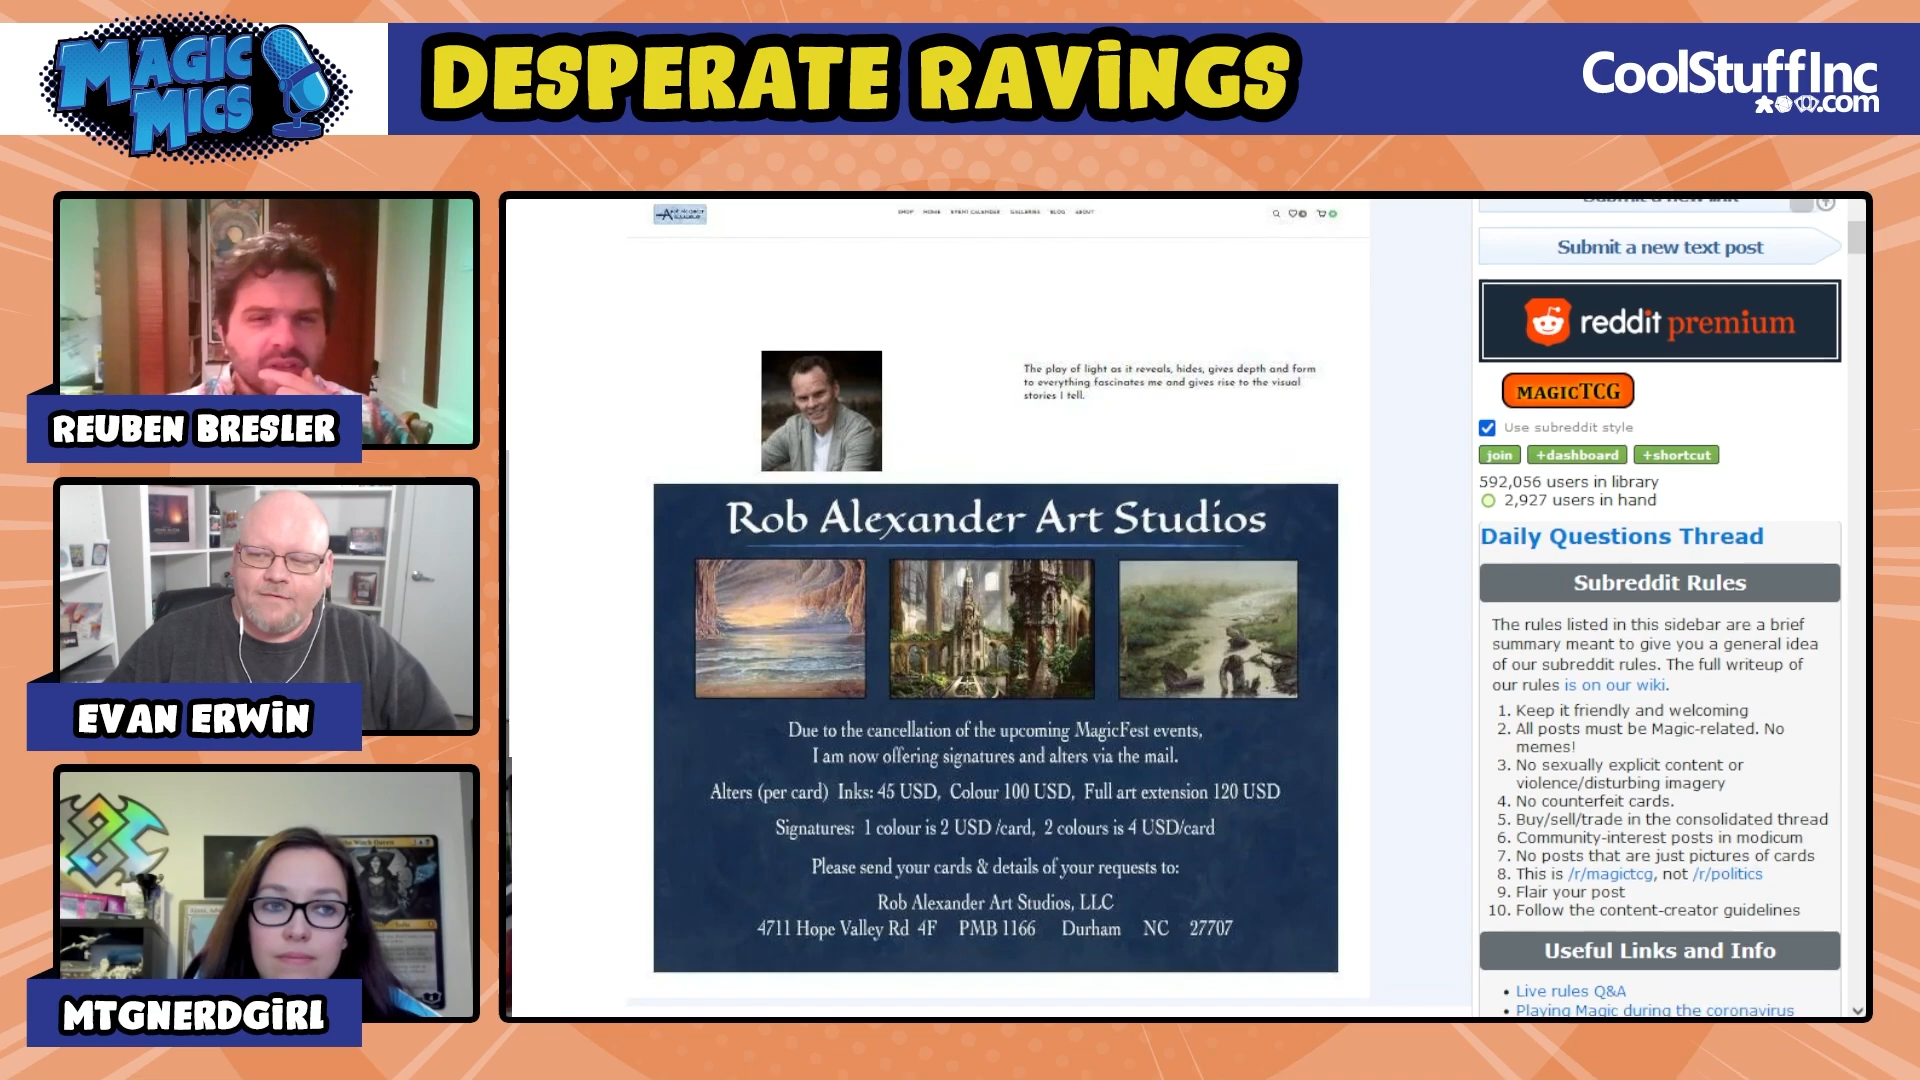 MAGIC MICS
DESPERATE RAVINGS
CoolStuffInc
.com
REUBEN BRESLER
EVAN ERWIN
MTGNERDGIRL
SHOP HOME EVENT CALANDER GALLERIES BLOG ABOUT
The play of light as it reveals, hides, gives depth and form
to everything fascinates me and gives rise to the visual
stories I tell.
Rob Alexander Art Studios
Due to the cancellation of the upcoming MagicFest events,
I am now offering signatures and alters via the mail.
Alters (per card) Inks: 45 USD, Colour 100 USD, Full art extension 120 USD
Signatures: 1 colour is 2 USD /card, 2 colours is 4 USD/card
Please send your cards & details of your requests to:
Rob Alexander Art Studios, LLC
4711 Hope Valley Rd 4F PMB 1166 Durham NC 27707
Submit a new link
Submit a new text post
reddit premium
MAGICTCG
Use subreddit style
join +dashboard +shortcut
592,056 users in library
2,927 users in hand
Daily Questions Thread
Subreddit Rules
The rules listed in this sidebar are a brief
summary meant to give you a general idea
of our subreddit rules. The full writeup of
our rules is on our wiki.
1. Keep it friendly and welcoming
2. All posts must be Magic-related. No
memes!
3. No sexually explicit content or
violence/disturbing imagery
4. No counterfeit cards.
5. Buy/sell/trade in the consolidated thread
6. Community-interest posts in modicum
7. No posts that are just pictures of cards
8. This is /r/magictcg, not /r/politics
9. Flair your post
10. Follow the content-creator guidelines
Useful Links and Info
• Live rules Q&A
• Playing Magic during the coronavirus